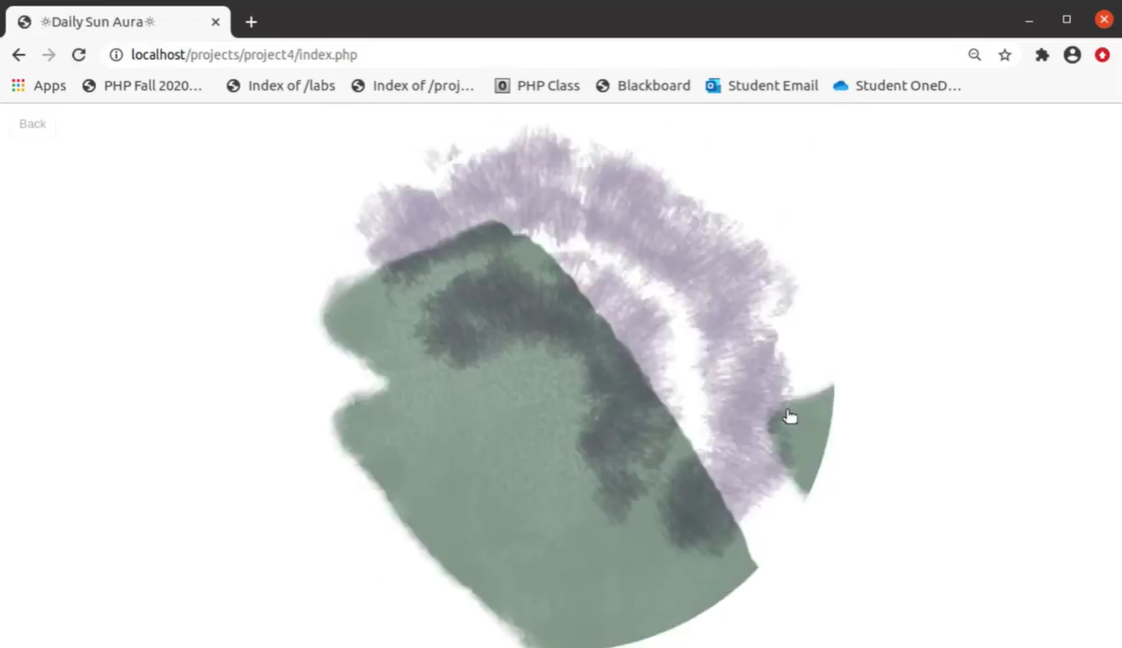 ☼Daily Sun Aura☼
localhost/projects/project4/index.php
Apps PHP Fall 2020... Index of /labs Index of /proj... PHP Class Blackboard Student Email Student OneD...
Back